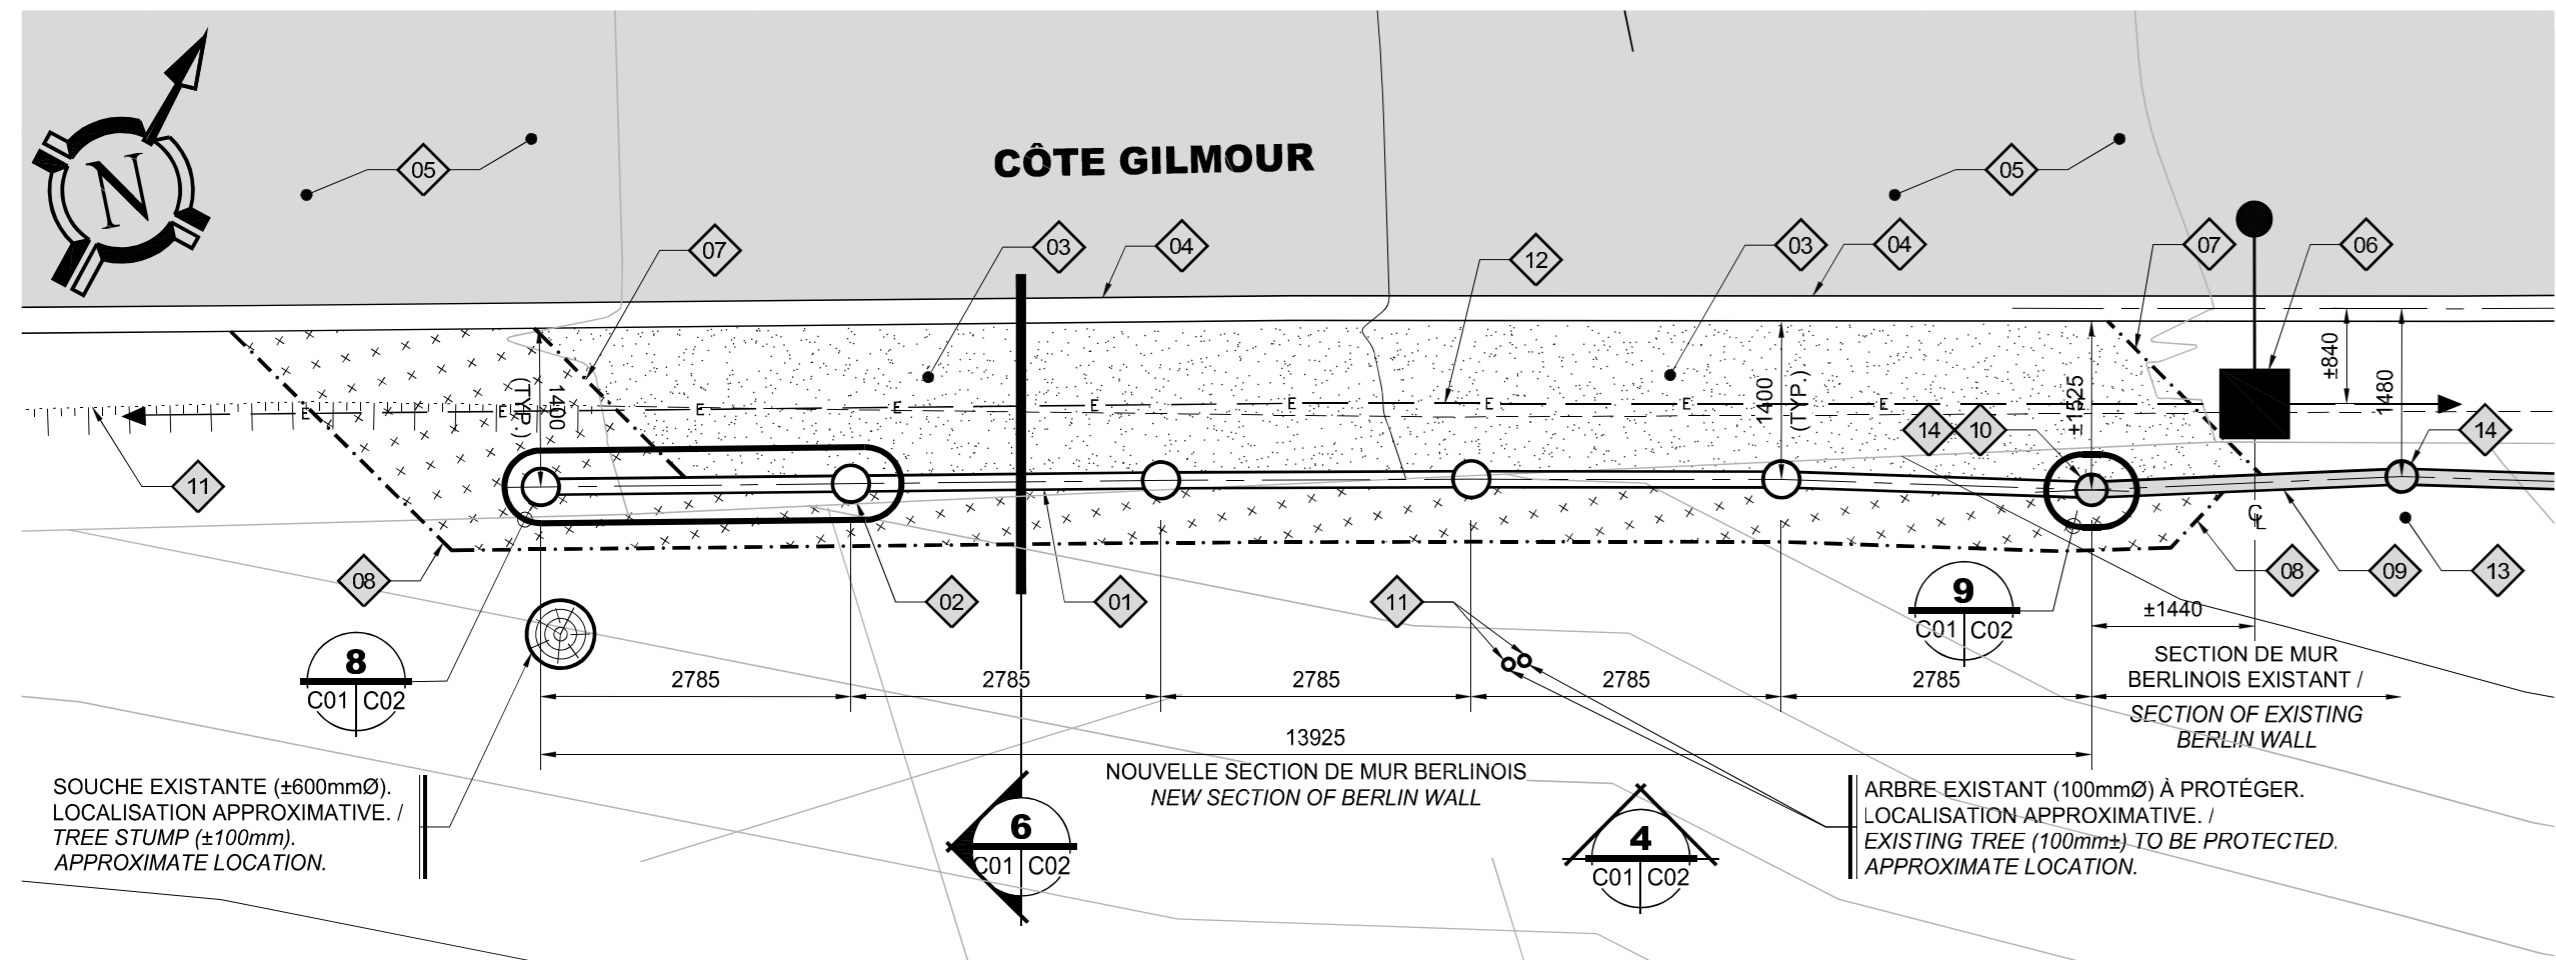 N
CÔTE GILMOUR
05
05
07
03
04
12
03
04
07
06
1400
(TYP.)
1400
(TYP.)
±1525
±840
1480
E E E E E E E E E
14 10
14
11
℄
08
02
01
11
08
09
13
8
C01 C02
9
C01 C02
±1440
2785
2785
2785
2785
2785
13925
SECTION DE MUR
BERLINOIS EXISTANT /
SECTION OF EXISTING
BERLIN WALL
NOUVELLE SECTION DE MUR BERLINOIS
NEW SECTION OF BERLIN WALL
SOUCHE EXISTANTE (±600mmØ).
LOCALISATION APPROXIMATIVE. /
TREE STUMP (±100mm).
APPROXIMATE LOCATION.
6
C01 C02
4
C01 C02
ARBRE EXISTANT (100mmØ) À PROTÉGER.
LOCALISATION APPROXIMATIVE. /
EXISTING TREE (100mm±) TO BE PROTECTED.
APPROXIMATE LOCATION.